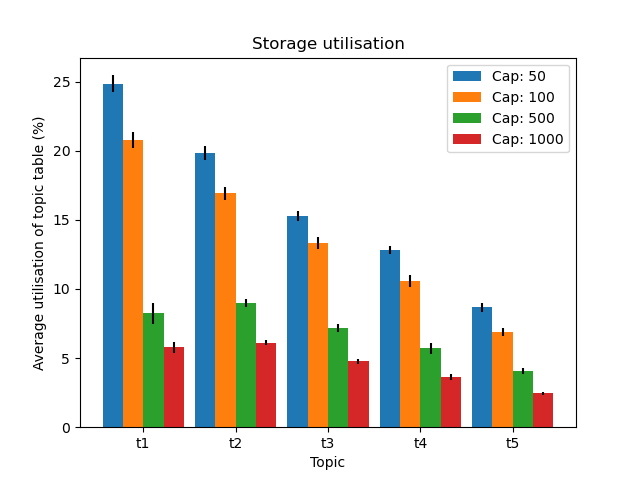 Storage utilisation
Cap: 50
Cap: 100
Cap: 500
Cap: 1000
Average utilisation of topic table (%)
25
20
15
10
5
0
t1 t2 t3 t4 t5
Topic